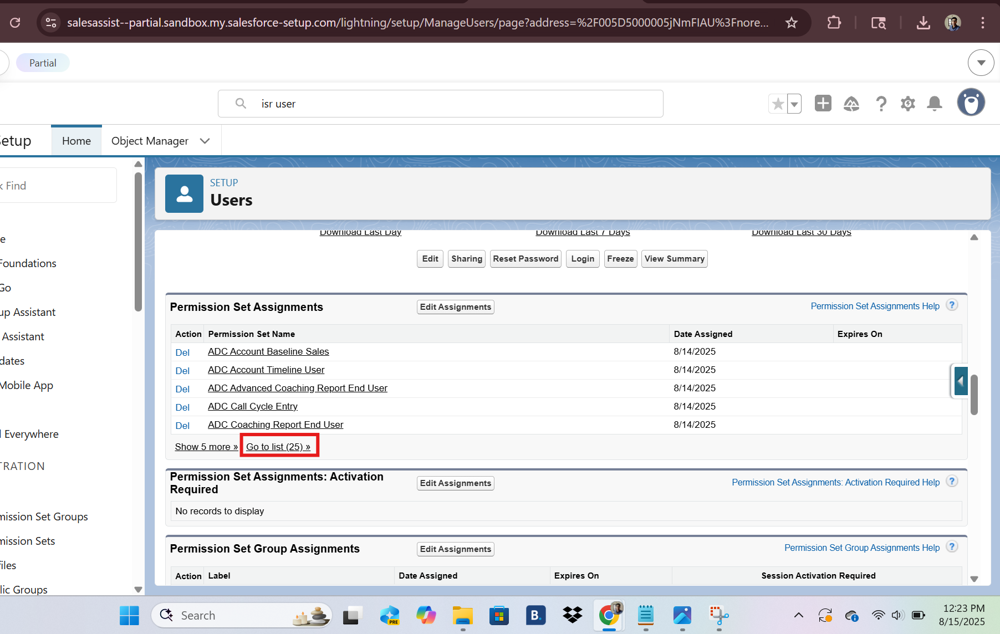 salesassist--partial.sandbox.my.salesforce-setup.com/lightning/setup/ManageUsers/page?address=%2F005D5000005jNmFIAU%3Fnore...
Partial
isr user
Setup
Home
Object Manager
k Find
SETUP
Users
e
Foundations
Go
up Assistant
Assistant
dates
Mobile App
l Everywhere
TRATION
mission Set Groups
mission Sets
files
lic Groups
Download Last Day
Download Last 7 Days
Download Last 30 Days
Edit
Sharing
Reset Password
Login
Freeze
View Summary
Permission Set Assignments
Edit Assignments
Permission Set Assignments Help ?
Action Permission Set Name Date Assigned Expires On
Del ADC Account Baseline Sales 8/14/2025
Del ADC Account Timeline User 8/14/2025
Del ADC Advanced Coaching Report End User 8/14/2025
Del ADC Call Cycle Entry 8/14/2025
Del ADC Coaching Report End User 8/14/2025
Show 5 more » Go to list (25) »
Permission Set Assignments: Activation
Required
Edit Assignments
Permission Set Assignments: Activation Required Help ?
No records to display
Permission Set Group Assignments
Edit Assignments
Permission Set Group Assignments Help ?
Action Label Date Assigned Expires On Session Activation Required
Search
PRE
B.
12:23 PM
8/15/2025